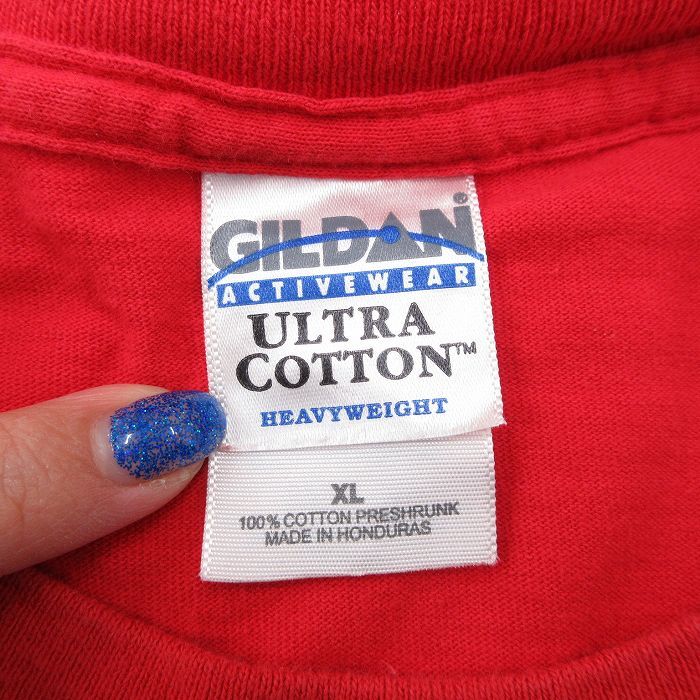 GILDAN®
ACTIVEWEAR
ULTRA
COTTON™
HEAVYWEIGHT
XL
100% COTTON PRESHRUNK
MADE IN HONDURAS